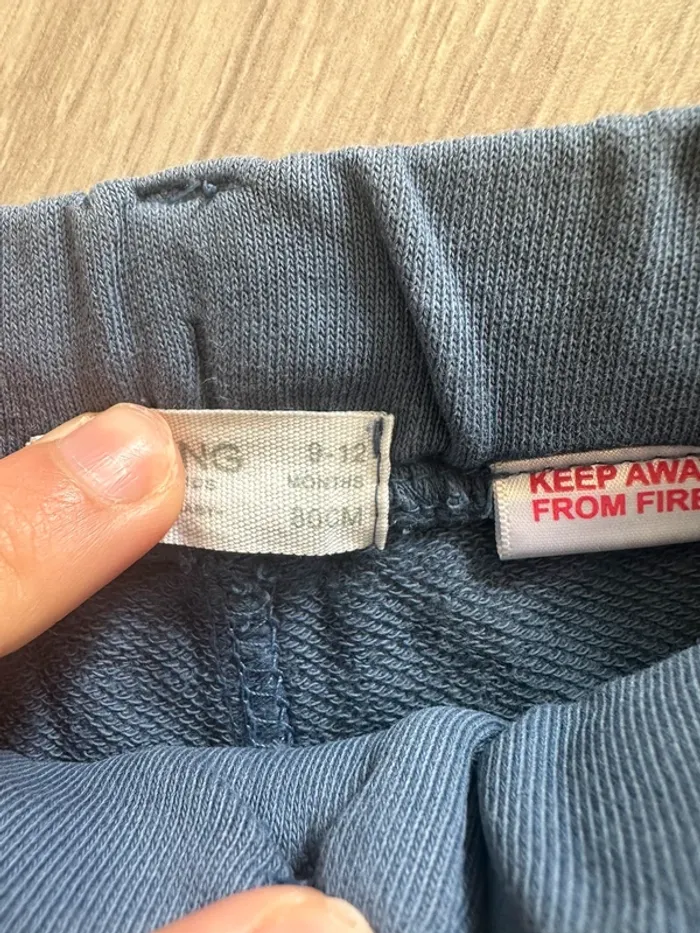 NG
9-12
MONTHS
80CM
KEEP AWA
FROM FIRE